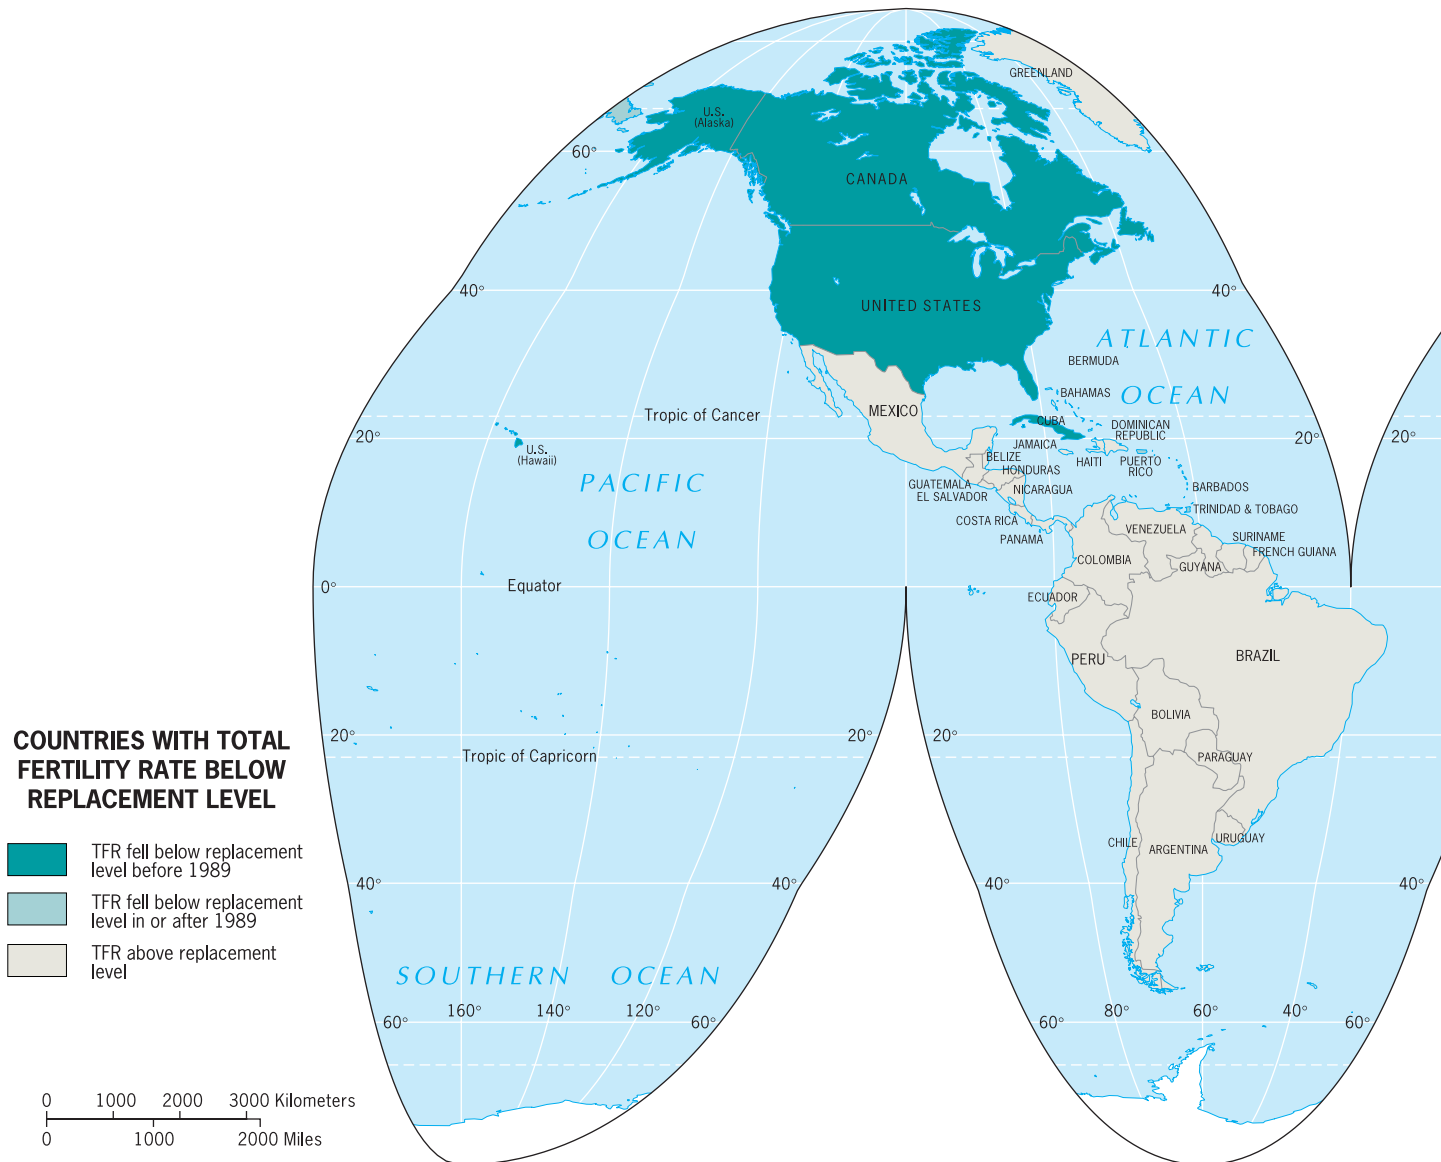 GREENLAND
U.S.
(Alaska)
60°
CANADA
40°
40°
UNITED STATES
ATLANTIC
OCEAN
BERMUDA
BAHAMAS
Tropic of Cancer
MEXICO
CUBA
DOMINICAN
REPUBLIC
20°
20°
20°
U.S.
(Hawaii)
JAMAICA
BELIZE
HAITI
PUERTO
RICO
HONDURAS
GUATEMALA
EL SALVADOR
NICARAGUA
BARBADOS
PACIFIC
OCEAN
COSTA RICA
TRINIDAD & TOBAGO
PANAMA
VENEZUELA
SURINAME
FRENCH GUIANA
COLOMBIA
GUYANA
0°
Equator
ECUADOR
PERU
BRAZIL
BOLIVIA
20°
20°
20°
Tropic of Capricorn
PARAGUAY
CHILE
ARGENTINA
URUGUAY
40°
40°
40°
40°
SOUTHERN OCEAN
60°
160°
140°
120°
60°
60°
80°
60°
40°
60°
COUNTRIES WITH TOTAL
FERTILITY RATE BELOW
REPLACEMENT LEVEL
TFR fell below replacement
level before 1989
TFR fell below replacement
level in or after 1989
TFR above replacement
level
0 1000 2000 3000 Kilometers
0 1000 2000 Miles